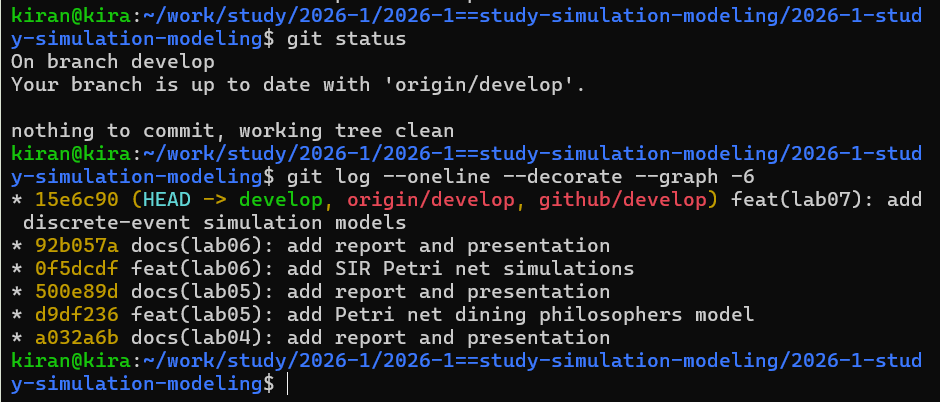 kiran@kira:~/work/study/2026-1/2026-1==study-simulation-modeling/2026-1-stud
y-simulation-modeling$ git status
On branch develop
Your branch is up to date with 'origin/develop'.
nothing to commit, working tree clean
kiran@kira:~/work/study/2026-1/2026-1==study-simulation-modeling/2026-1-stud
y-simulation-modeling$ git log --oneline --decorate --graph -6
* 15e6c90 (HEAD -> develop, origin/develop, github/develop) feat(lab07): add
 discrete-event simulation models
* 92b057a docs(lab06): add report and presentation
* 0f5dcdf feat(lab06): add SIR Petri net simulations
* 500e89d docs(lab05): add report and presentation
* d9df236 feat(lab05): add Petri net dining philosophers model
* a032a6b docs(lab04): add report and presentation
kiran@kira:~/work/study/2026-1/2026-1==study-simulation-modeling/2026-1-stud
y-simulation-modeling$